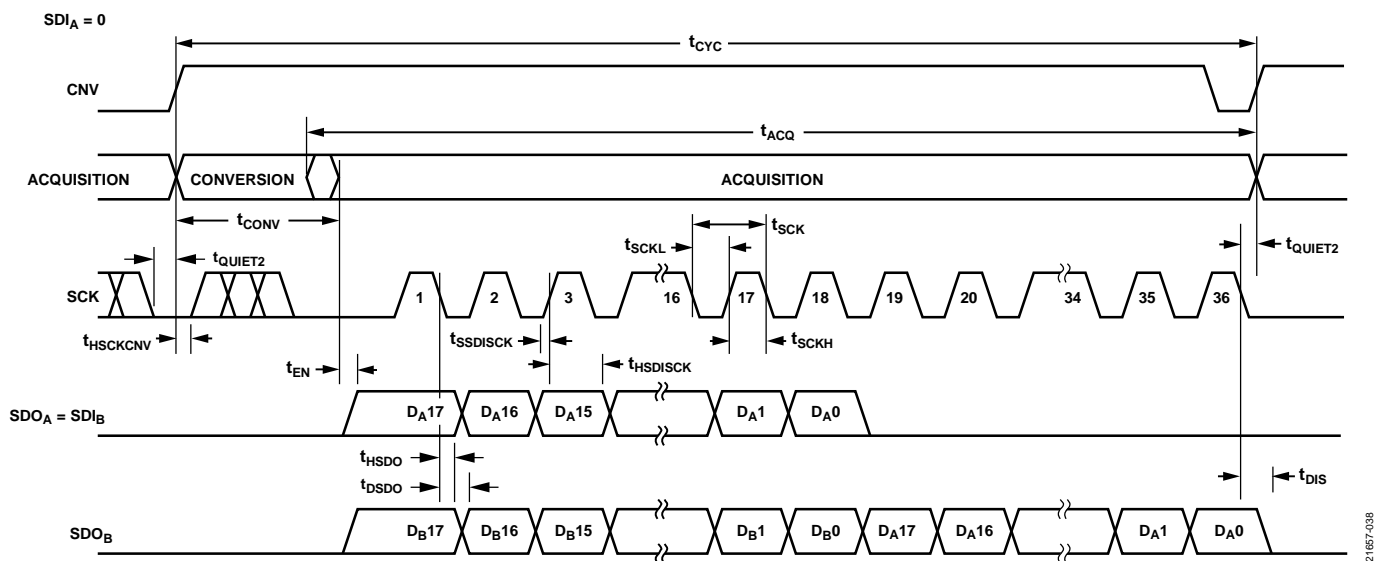 SDIA = 0
tCYC
CNV
tACQ
ACQUISITION CONVERSION ACQUISITION
tCONV
tSCK
tSCKL
tQUIET2 tQUIET2
SCK 1 2 3 16 17 18 19 20 34 35 36
tHSCKCNV tSSDISCK tSCKH
tEN tHSDISCK
SDOA = SDIB DA17 DA16 DA15 DA1 DA0
tHSDO
tDSDO tDIS
SDOB DB17 DB16 DB15 DB1 DB0 DA17 DA16 DA1 DA0
21657-038